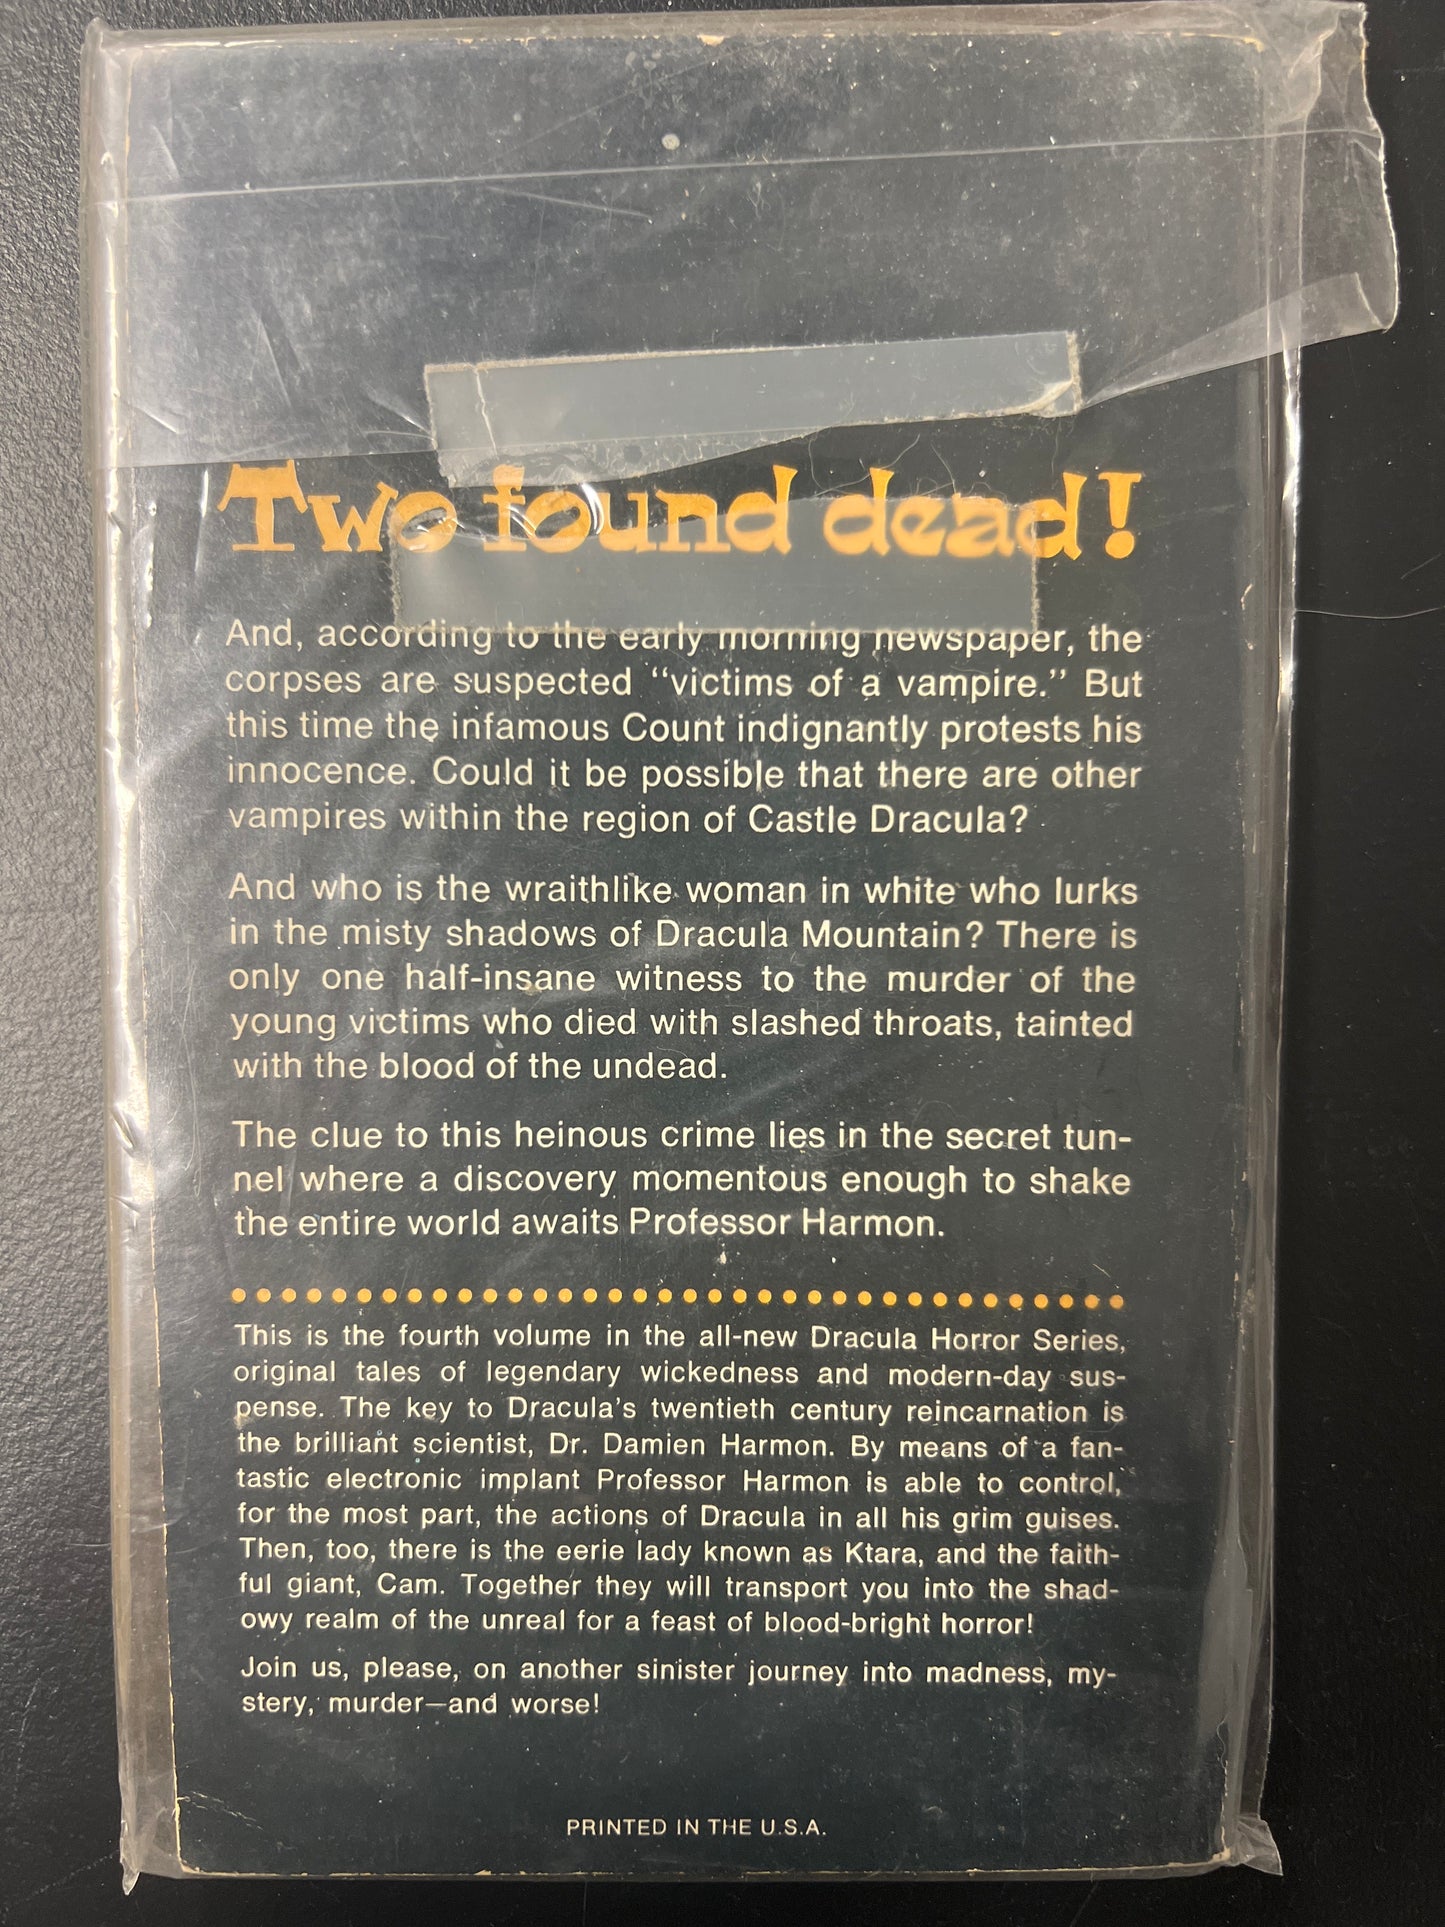 Two found dead!
And, according to the early morning newspaper, the
corpses are suspected "victims of a vampire." But
this time the infamous Count indignantly protests his
innocence. Could it be possible that there are other
vampires within the region of Castle Dracula?
And who is the wraithlike woman in white who lurks
in the misty shadows of Dracula Mountain? There is
only one half-insane witness to the murder of the
young victims who died with slashed throats, tainted
with the blood of the undead.
The clue to this heinous crime lies in the secret tun-
nel where a discovery momentous enough to shake
the entire world awaits Professor Harmon.
This is the fourth volume in the all-new Dracula Horror Series,
original tales of legendary wickedness and modern-day sus-
pense. The key to Dracula's twentieth century reincarnation is
the brilliant scientist, Dr. Damien Harmon. By means of a fan-
tastic electronic implant Professor Harmon is able to control,
for the most part, the actions of Dracula in all his grim guises.
Then, too, there is the eerie lady known as Ktara, and the faith-
ful giant, Cam. Together they will transport you into the shad-
owy realm of the unreal for a feast of blood-bright horror!
Join us, please, on another sinister journey into madness, my-
stery, murder—and worse!
PRINTED IN THE U.S.A.